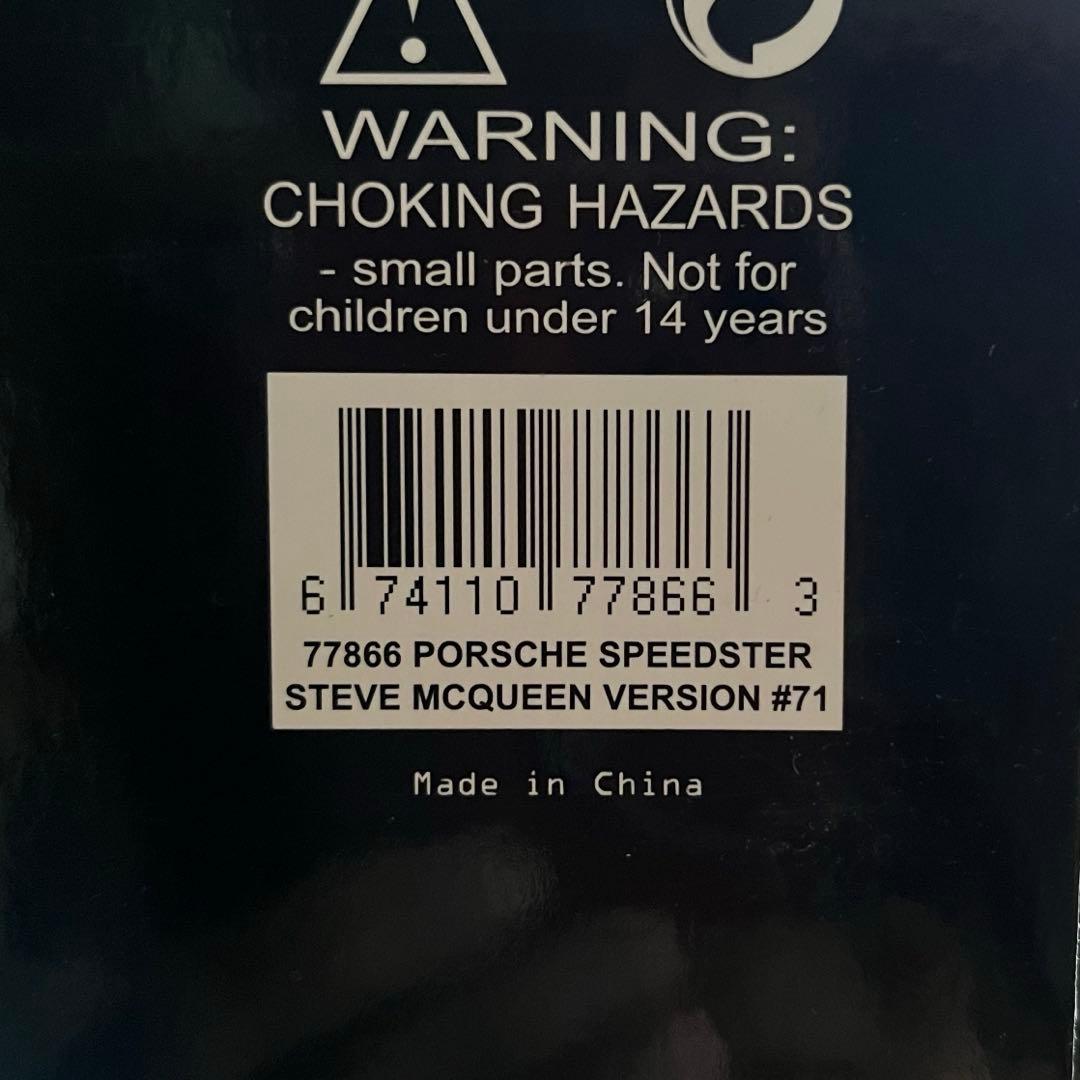 WARNING:
CHOKING HAZARDS
- small parts. Not for
children under 14 years
6 74110 77866 3
77866 PORSCHE SPEEDSTER
STEVE MCQUEEN VERSION #71
Made in China